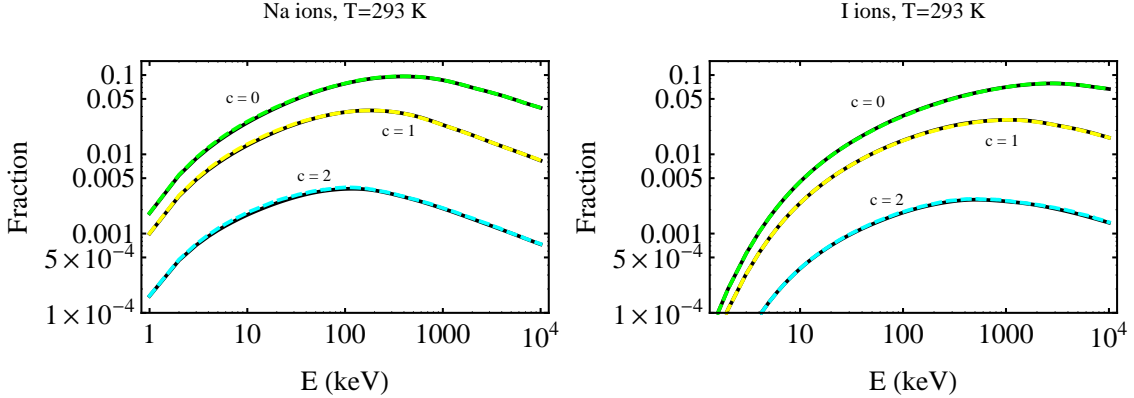 Na ions, T=293 K
Fraction
0.1
0.05
0.01
0.005
0.001
5×10⁻⁴
1×10⁻⁴
c = 0
c = 1
c = 2
1 10 100 1000 10⁴
E (keV)
I ions, T=293 K
Fraction
0.1
0.05
0.01
0.005
0.001
5×10⁻⁴
1×10⁻⁴
c = 0
c = 1
c = 2
10 100 1000 10⁴
E (keV)